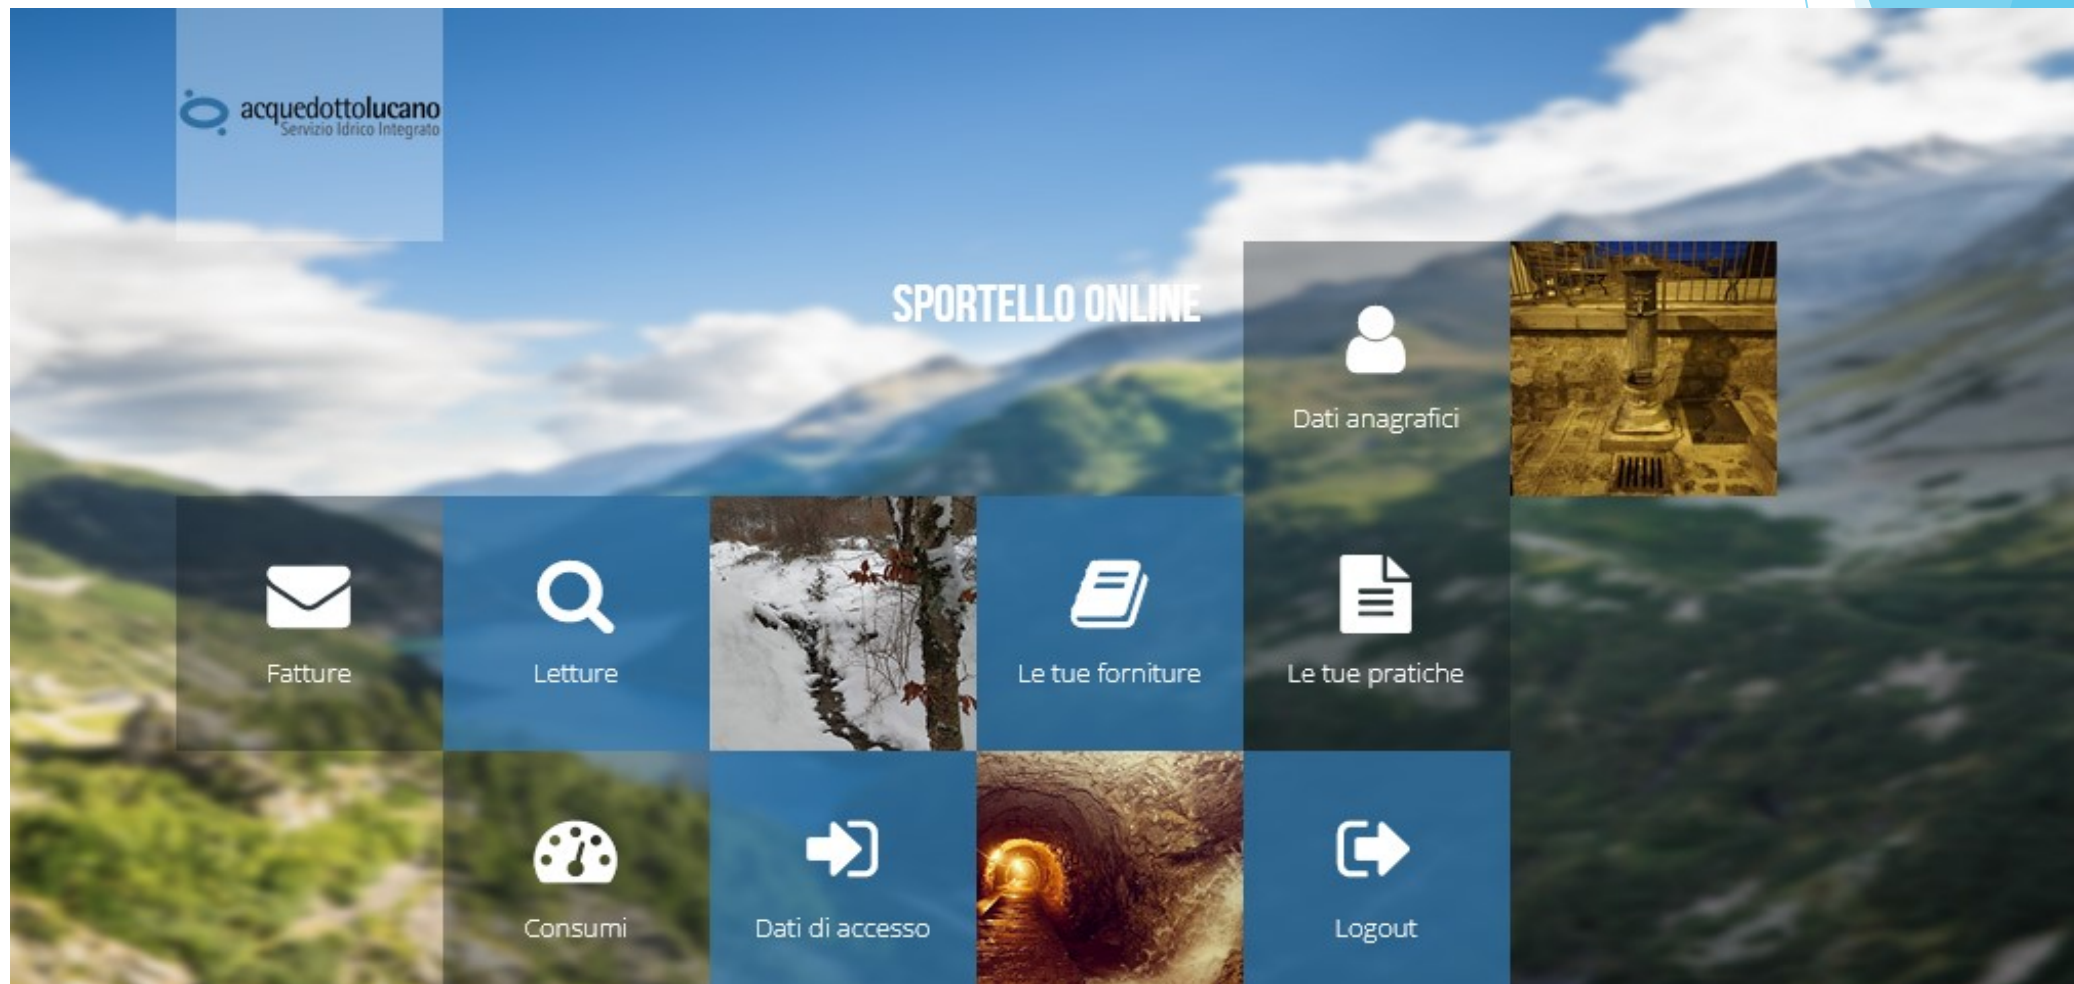 acquedottolucano
Servizio Idrico Integrato
SPORTELLO ONLINE
Dati anagrafici
Fatture
Letture
Le tue forniture
Le tue pratiche
Consumi
Dati di accesso
Logout